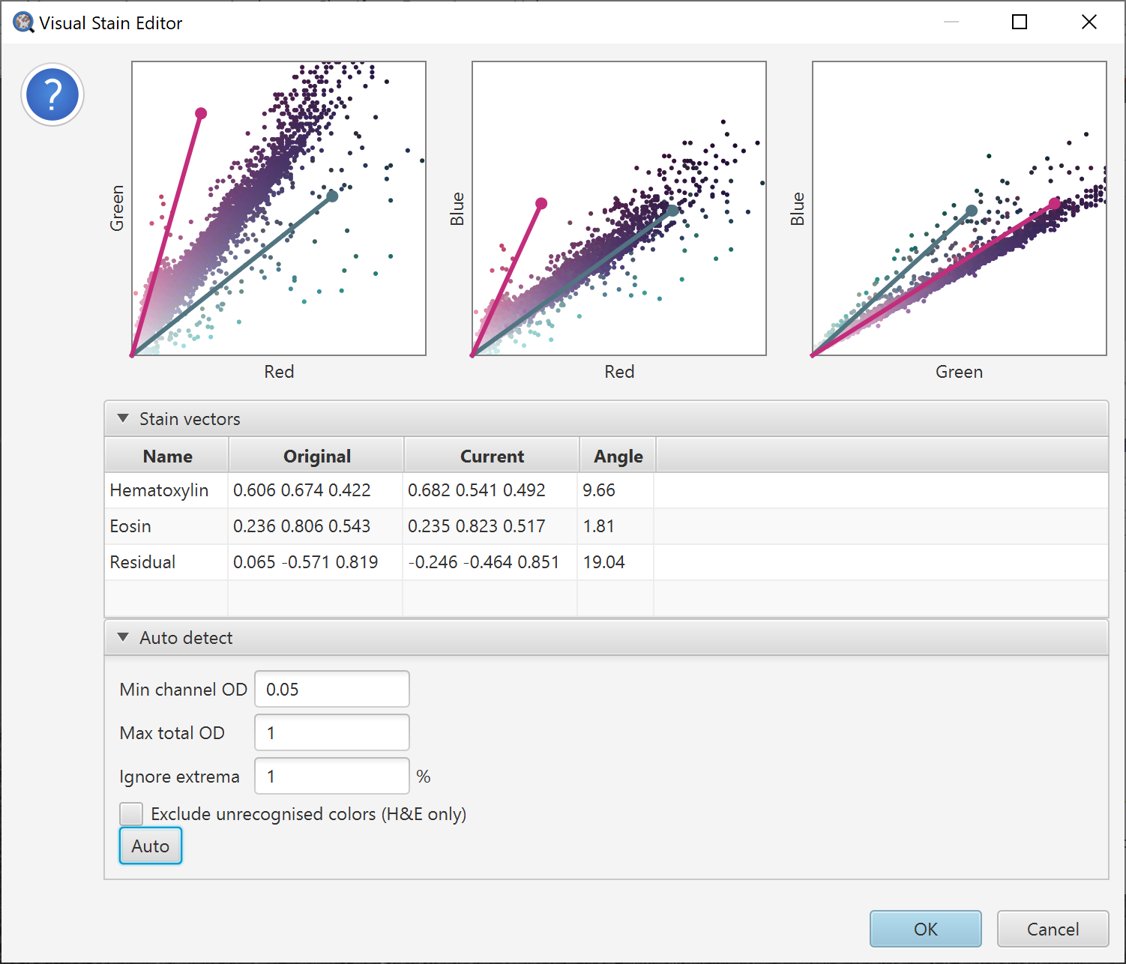 Visual Stain Editor
?
Green
Red
Blue
Red
Blue
Green
Stain vectors
Name Original Current Angle
Hematoxylin 0.606 0.674 0.422 0.682 0.541 0.492 9.66
Eosin 0.236 0.806 0.543 0.235 0.823 0.517 1.81
Residual 0.065 -0.571 0.819 -0.246 -0.464 0.851 19.04
Auto detect
Min channel OD 0.05
Max total OD 1
Ignore extrema 1 %
Exclude unrecognised colors (H&E only)
Auto
OK Cancel